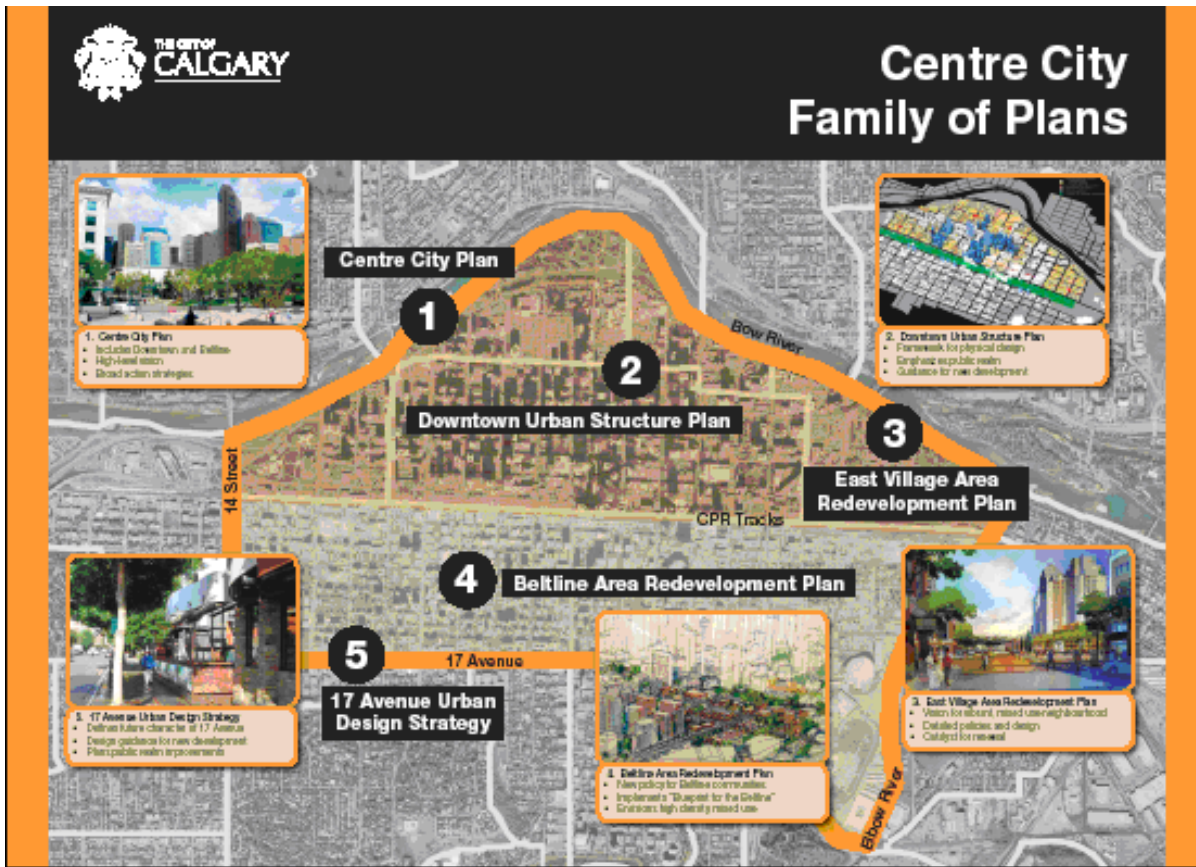 THE CITY OF
CALGARY
Centre City
Family of Plans
Centre City Plan
1
1. Centre City Plan
• Includes Downtown and Beltline
• High-level vision
• Broad action strategies
2
Downtown Urban Structure Plan
2. Downtown Urban Structure Plan
• Framework for physical design
• Emphasizes public realm
• Guidance for new development
Bow River
3
East Village Area
Redevelopment Plan
14 Street
CPR Tracks
4
Beltline Area Redevelopment Plan
5
17 Avenue
17 Avenue Urban
Design Strategy
5. 17 Avenue Urban Design Strategy
• Defines future character of 17 Avenue
• Design guidance for new development
• Plans public realm improvements
4. Beltline Area Redevelopment Plan
• New policy for Beltline communities
• Implements "Blueprint for the Beltline"
• Envisions high density mixed use
3. East Village Area Redevelopment Plan
• Vision for vibrant, mixed use neighbourhood
• Detailed policies and design
• Catalyst for renewal
Elbow River